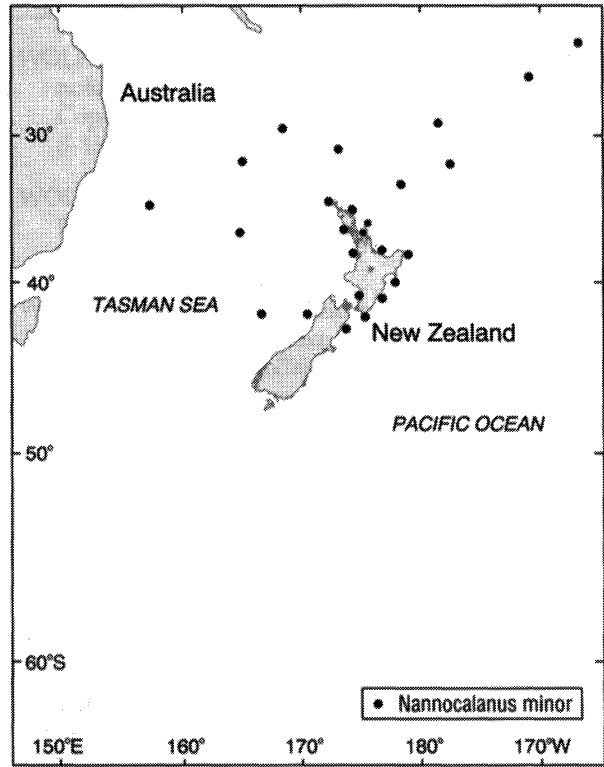 Australia
30°
40°
TASMAN SEA
New Zealand
PACIFIC OCEAN
50°
60°S
Nannocalanus minor
150°E 160° 170° 180° 170°W